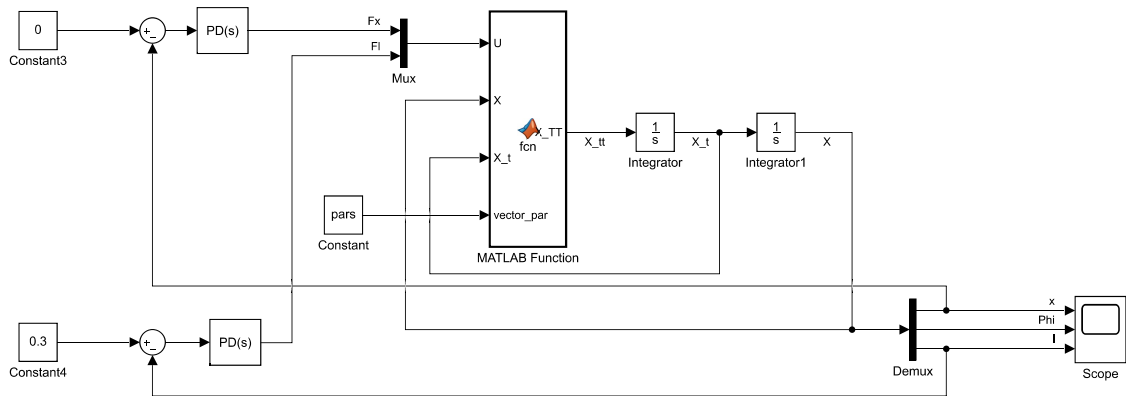 0
Constant3
+
−
PD(s)
Fx
Fl
Mux
U
X
X_t
vector_par
X_TT
fcn
MATLAB Function
pars
Constant
X_tt
1
s
Integrator
X_t
1
s
Integrator1
X
0.3
Constant4
+
−
PD(s)
Demux
x
Phi
l
Scope